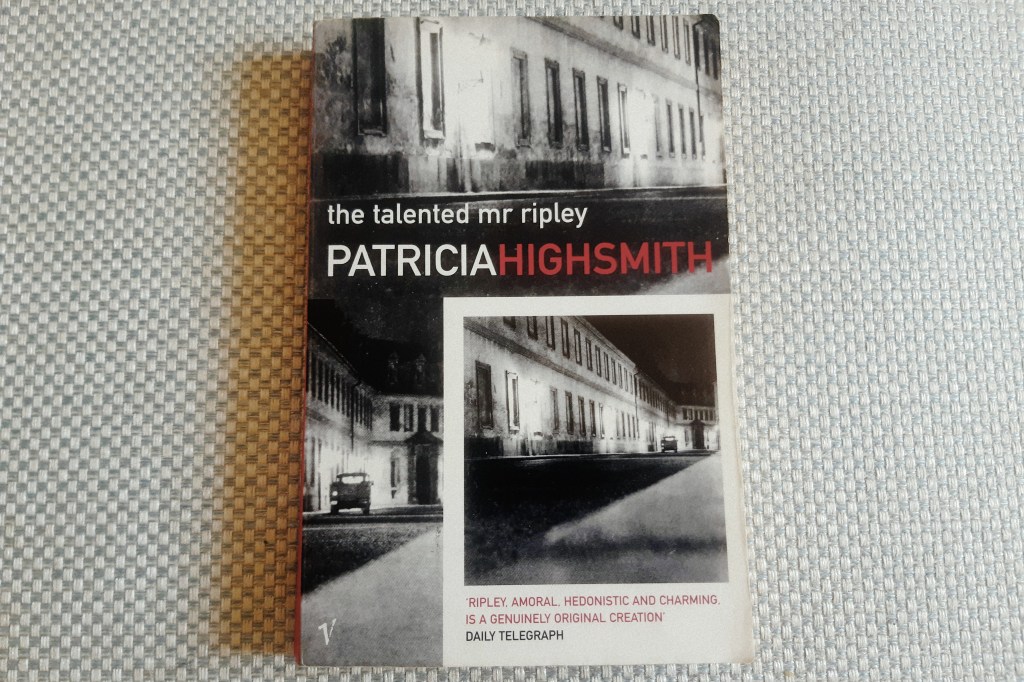 the talented mr ripley
PATRICIAHIGHSMITH
'RIPLEY, AMORAL, HEDONISTIC AND CHARMING,
IS A GENUINELY ORIGINAL CREATION'
DAILY TELEGRAPH
V